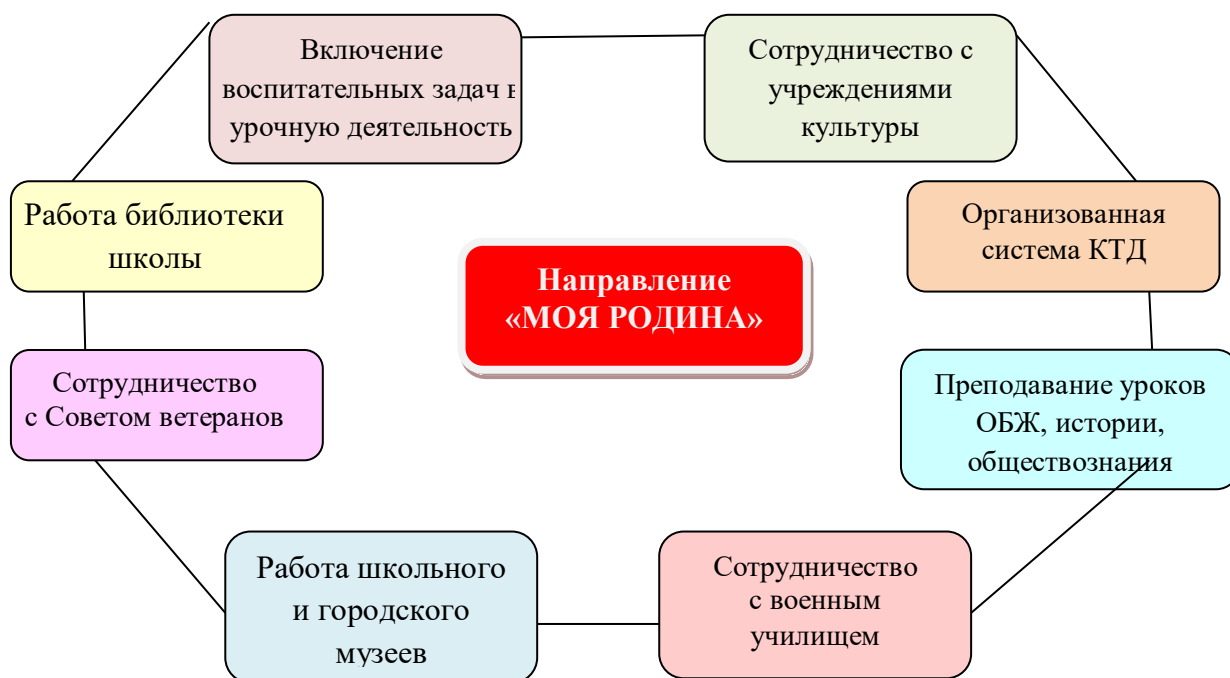 Включение
воспитательных задач в
урочную деятельность
Сотрудничество с
учреждениями
культуры
Работа библиотеки
школы
Организованная
система КТД
Направление
«МОЯ РОДИНА»
Сотрудничество
с Советом ветеранов
Преподавание уроков
ОБЖ, истории,
обществознания
Работа школьного
и городского
музеев
Сотрудничество
с военным
училищем